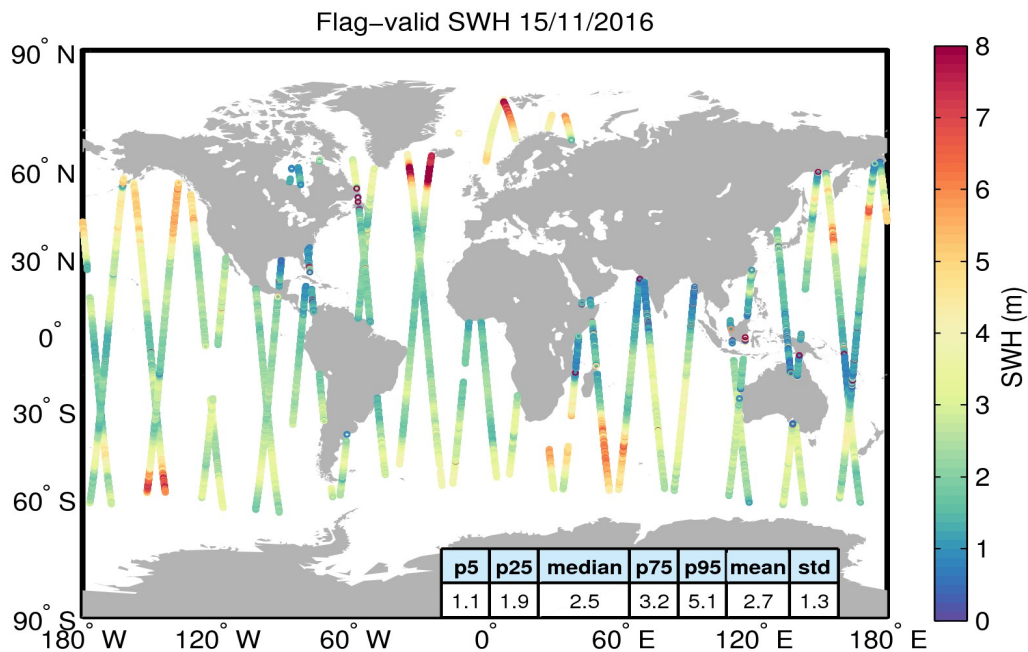 Flag−valid SWH 15/11/2016
90° N
60° N
30° N
0°
30° S
60° S
90° S
180° W
120° W
60° W
0°
60° E
120° E
180° E
p5 p25 median p75 p95 mean std
1.1 1.9 2.5 3.2 5.1 2.7 1.3
8
7
6
5
4
3
2
1
0
SWH (m)